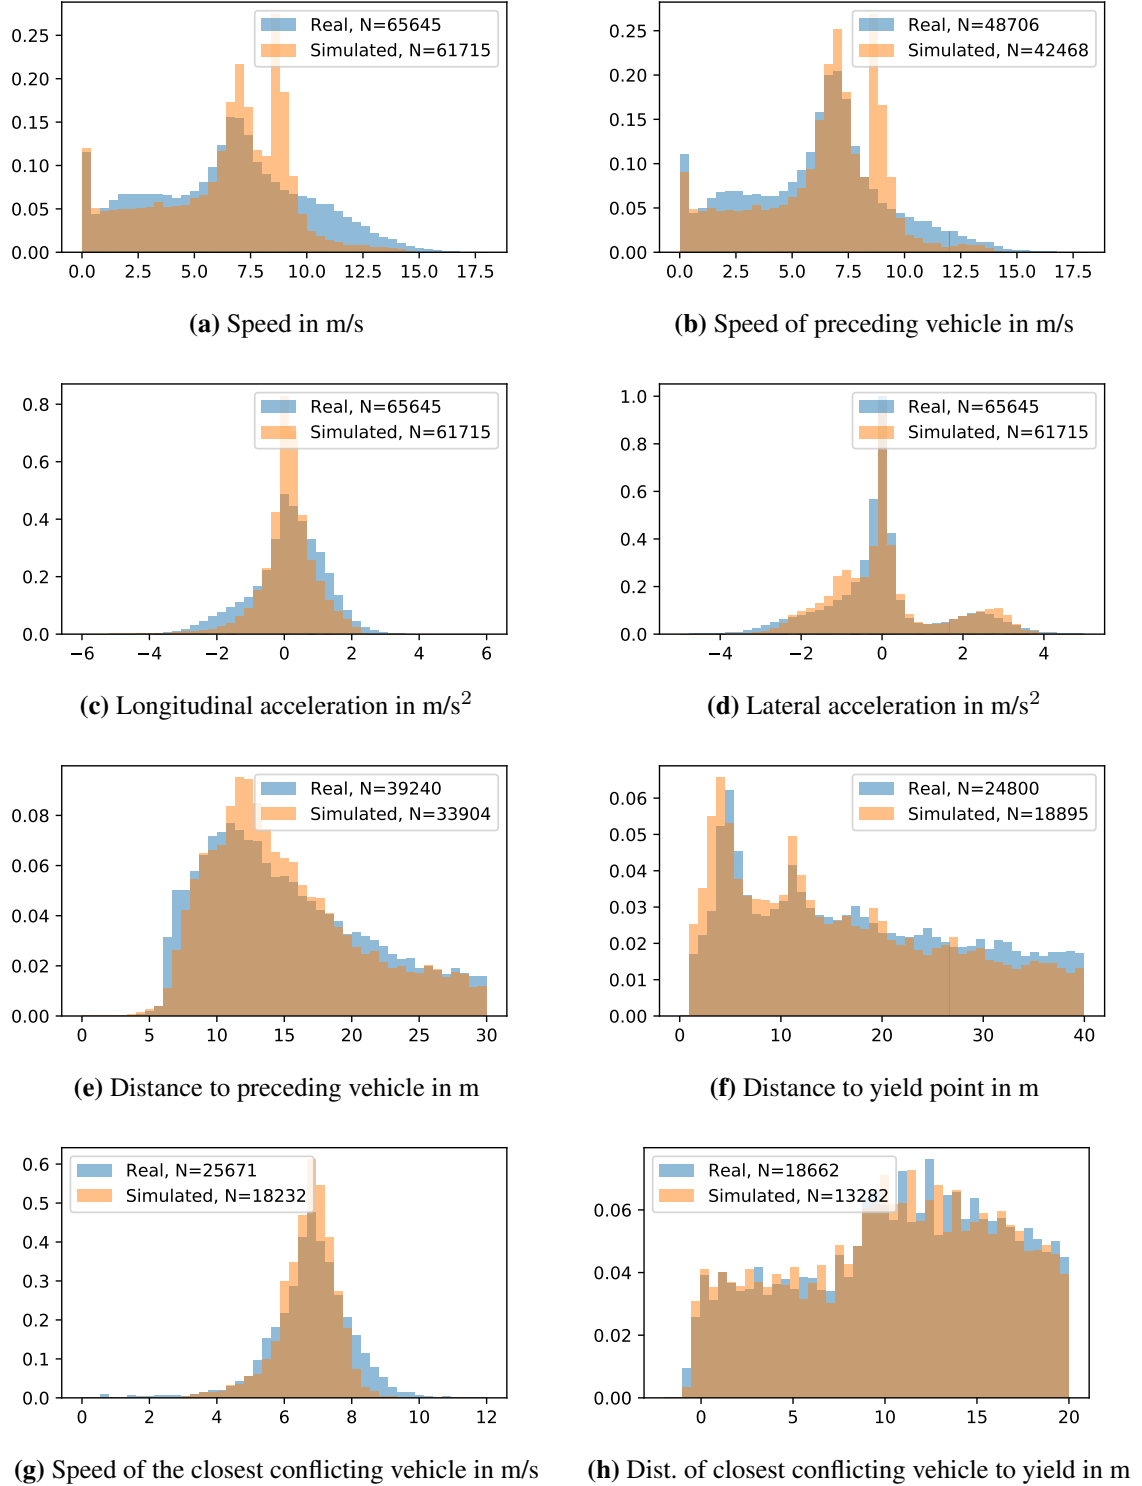 Real, N=65645
Simulated, N=61715
0.25
0.20
0.15
0.10
0.05
0.00
0.0 2.5 5.0 7.5 10.0 12.5 15.0 17.5
(a) Speed in m/s
Real, N=48706
Simulated, N=42468
0.25
0.20
0.15
0.10
0.05
0.00
0.0 2.5 5.0 7.5 10.0 12.5 15.0 17.5
(b) Speed of preceding vehicle in m/s
Real, N=65645
Simulated, N=61715
0.8
0.6
0.4
0.2
0.0
−6 −4 −2 0 2 4 6
(c) Longitudinal acceleration in m/s²
Real, N=65645
Simulated, N=61715
1.0
0.8
0.6
0.4
0.2
0.0
−4 −2 0 2 4
(d) Lateral acceleration in m/s²
Real, N=39240
Simulated, N=33904
0.08
0.06
0.04
0.02
0.00
0 5 10 15 20 25 30
(e) Distance to preceding vehicle in m
Real, N=24800
Simulated, N=18895
0.06
0.05
0.04
0.03
0.02
0.01
0.00
0 10 20 30 40
(f) Distance to yield point in m
Real, N=25671
Simulated, N=18232
0.6
0.5
0.4
0.3
0.2
0.1
0.0
0 2 4 6 8 10 12
(g) Speed of the closest conflicting vehicle in m/s
Real, N=18662
Simulated, N=13282
0.06
0.04
0.02
0.00
0 5 10 15 20
(h) Dist. of closest conflicting vehicle to yield in m